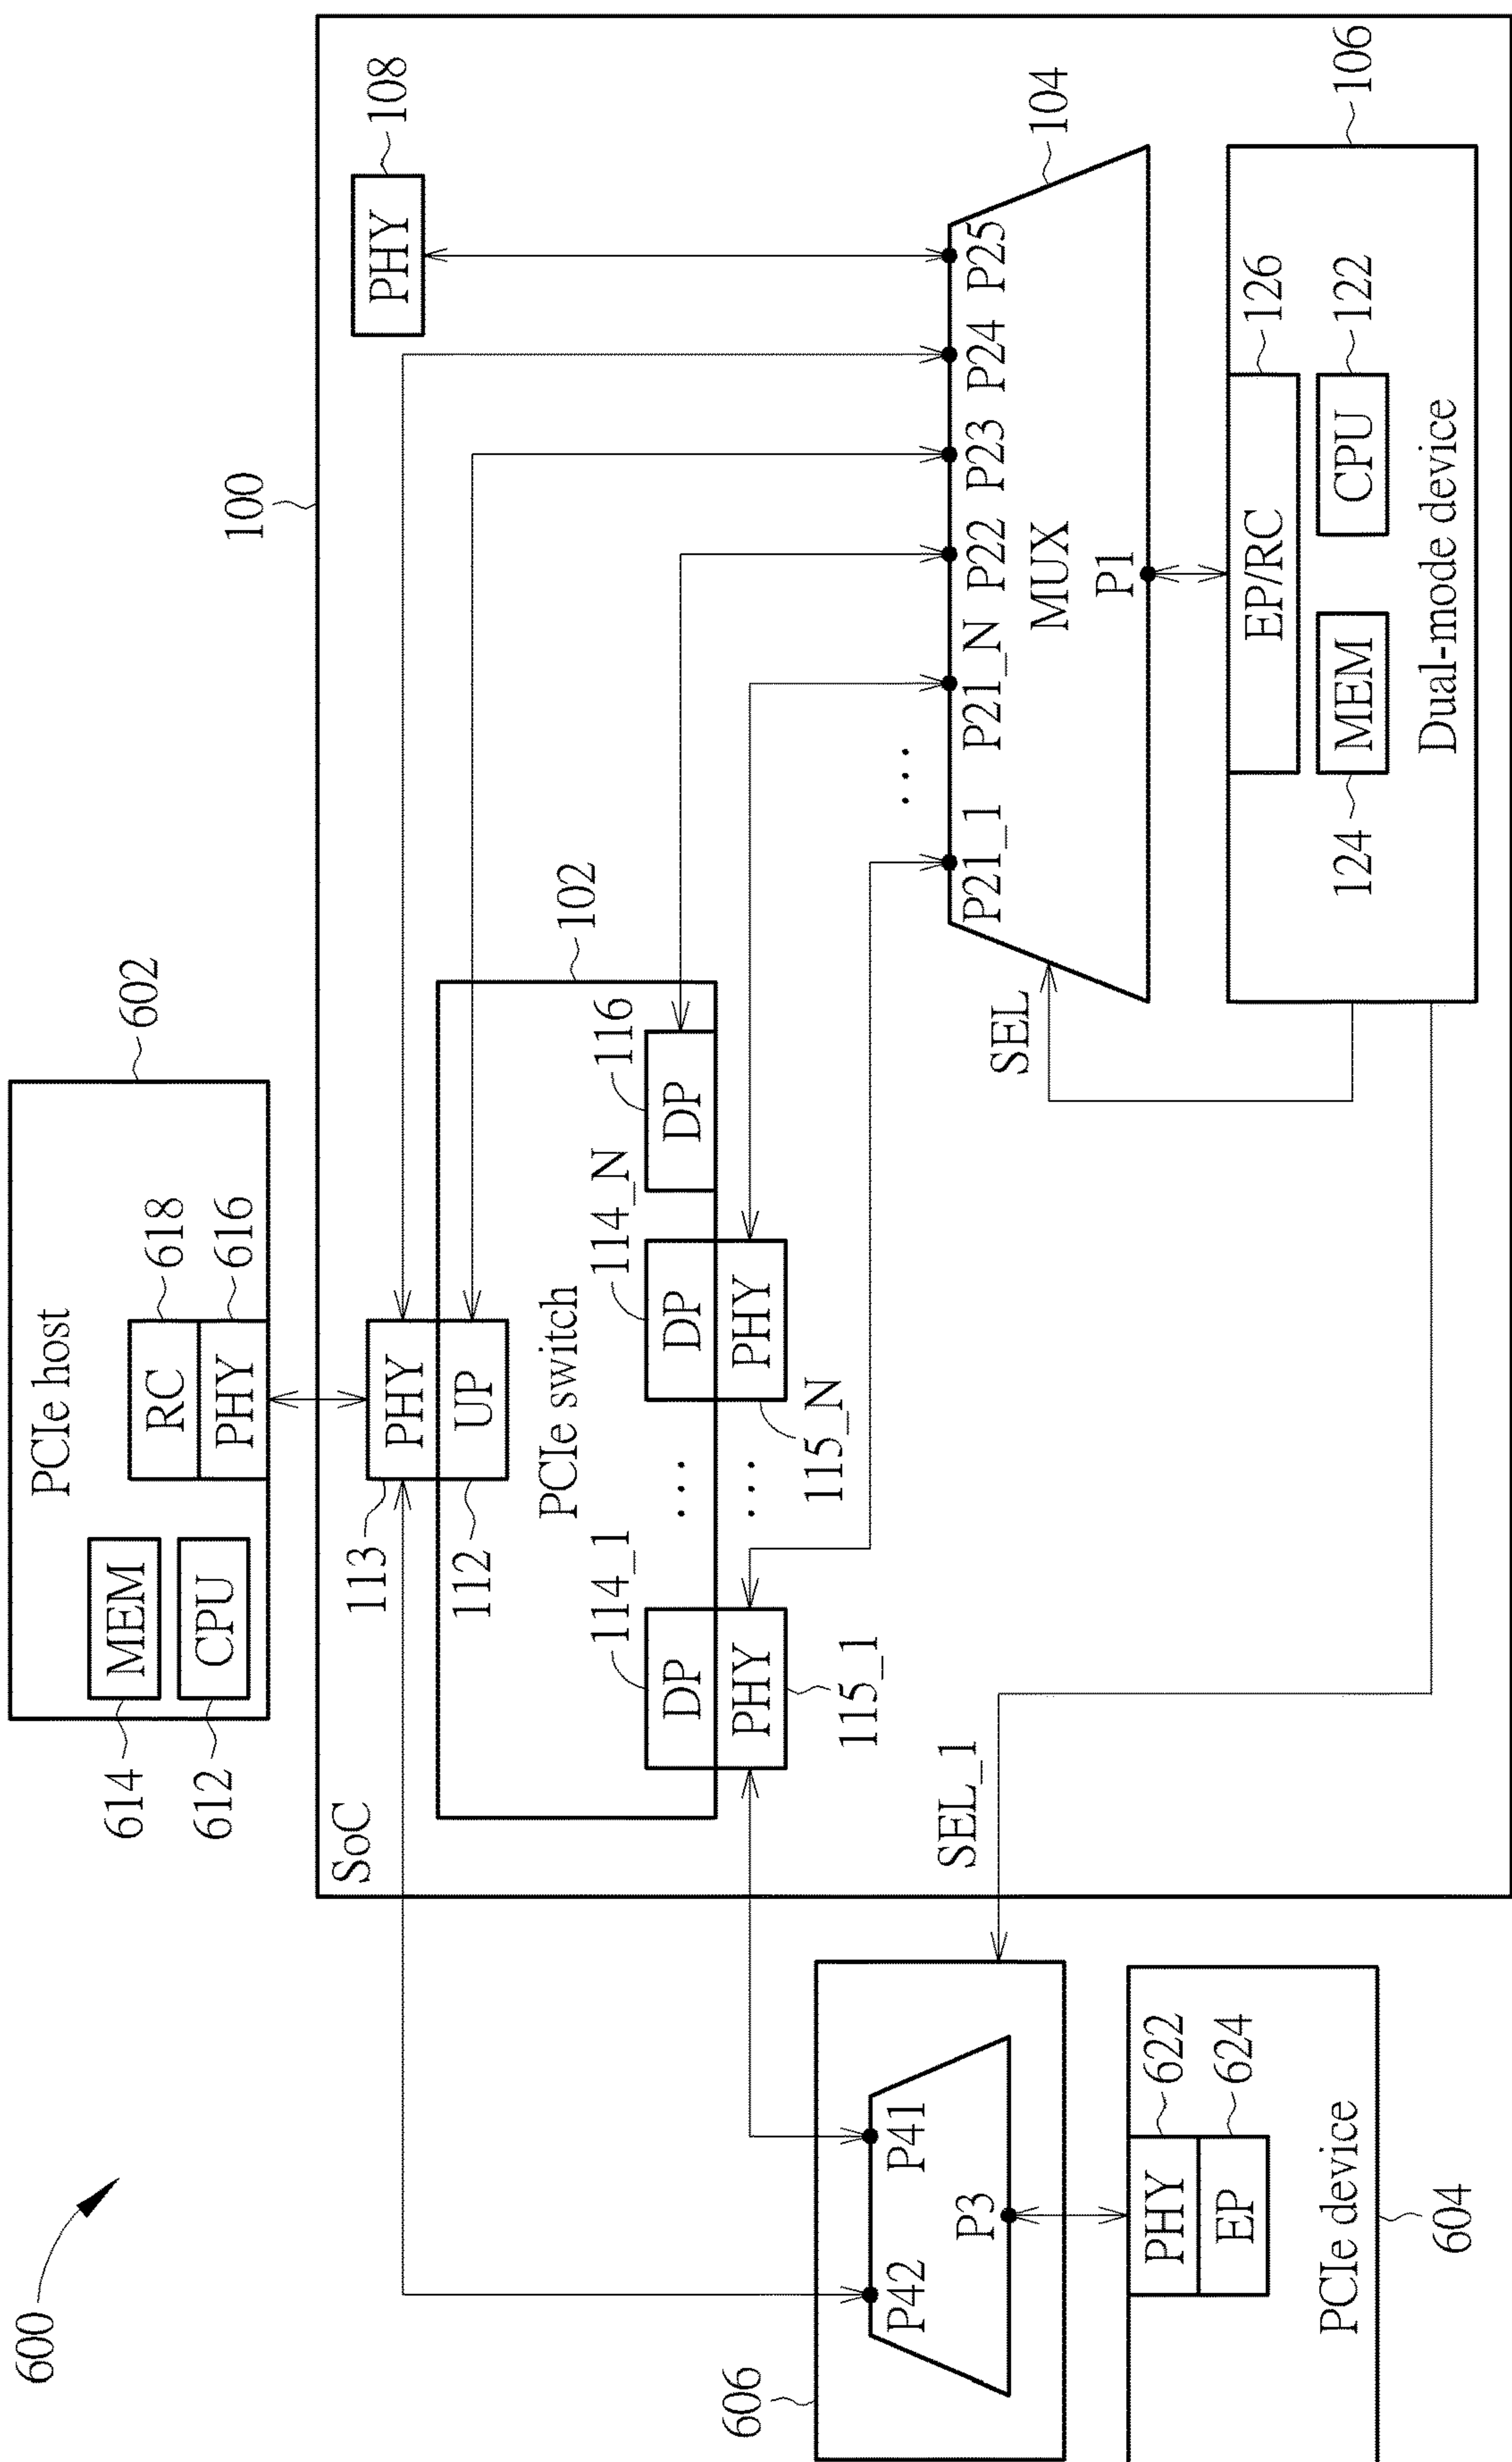 600
PCIe host
602
MEM
614
CPU
612
RC
618
PHY
616
100
SoC
PHY
108
PHY
113
UP
112
PCIe switch
102
DP
114_1
...
DP
114_N
DP
116
PHY
115_1
...
PHY
115_N
SEL_1
SEL
P21_1
...
P21_N
P22
P23
P24
P25
MUX
104
P1
EP/RC
126
MEM
124
CPU
122
Dual-mode device
106
606
P42
P41
P3
PHY
622
EP
624
PCIe device
604